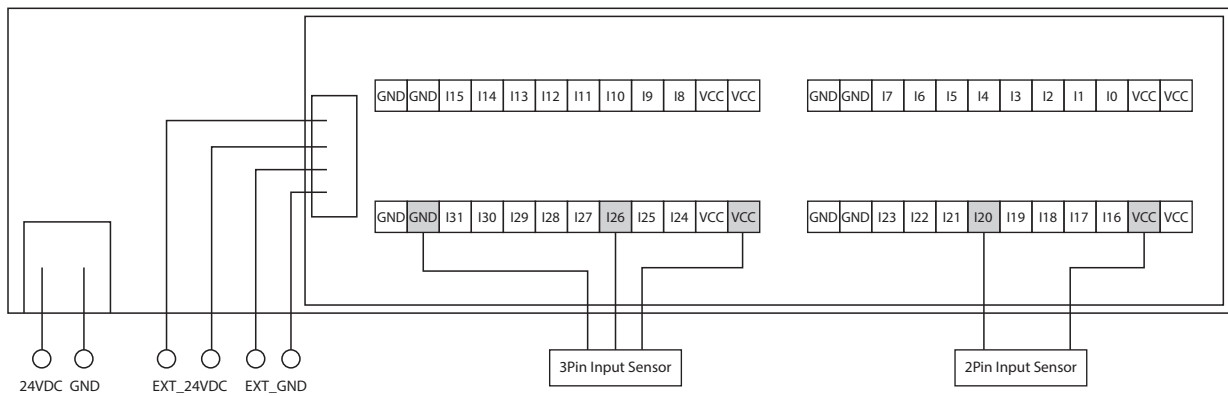 GND GND I15 I14 I13 I12 I11 I10 I9 I8 VCC VCC
GND GND I7 I6 I5 I4 I3 I2 I1 I0 VCC VCC
GND GND I31 I30 I29 I28 I27 I26 I25 I24 VCC VCC
GND GND I23 I22 I21 I20 I19 I18 I17 I16 VCC VCC
3Pin Input Sensor
2Pin Input Sensor
24VDC GND EXT_24VDC EXT_GND